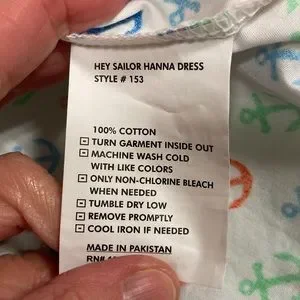 HEY SAILOR HANNA DRESS
STYLE # 153
100% COTTON
⊟ TURN GARMENT INSIDE OUT
⊟ MACHINE WASH COLD
WITH LIKE COLORS
⊟ ONLY NON-CHLORINE BLEACH
WHEN NEEDED
⊟ TUMBLE DRY LOW
⊟ REMOVE PROMPTLY
⊟ COOL IRON IF NEEDED
MADE IN PAKISTAN
RN#